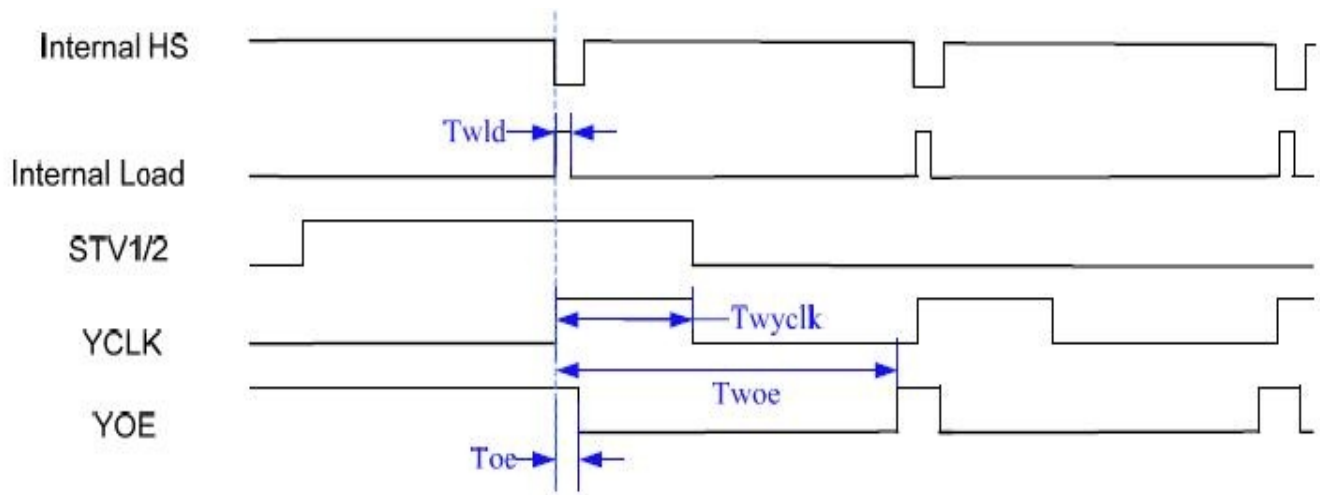 Internal HS
Twld
Internal Load
STV1/2
Twyclk
YCLK
Twoe
YOE
Toe